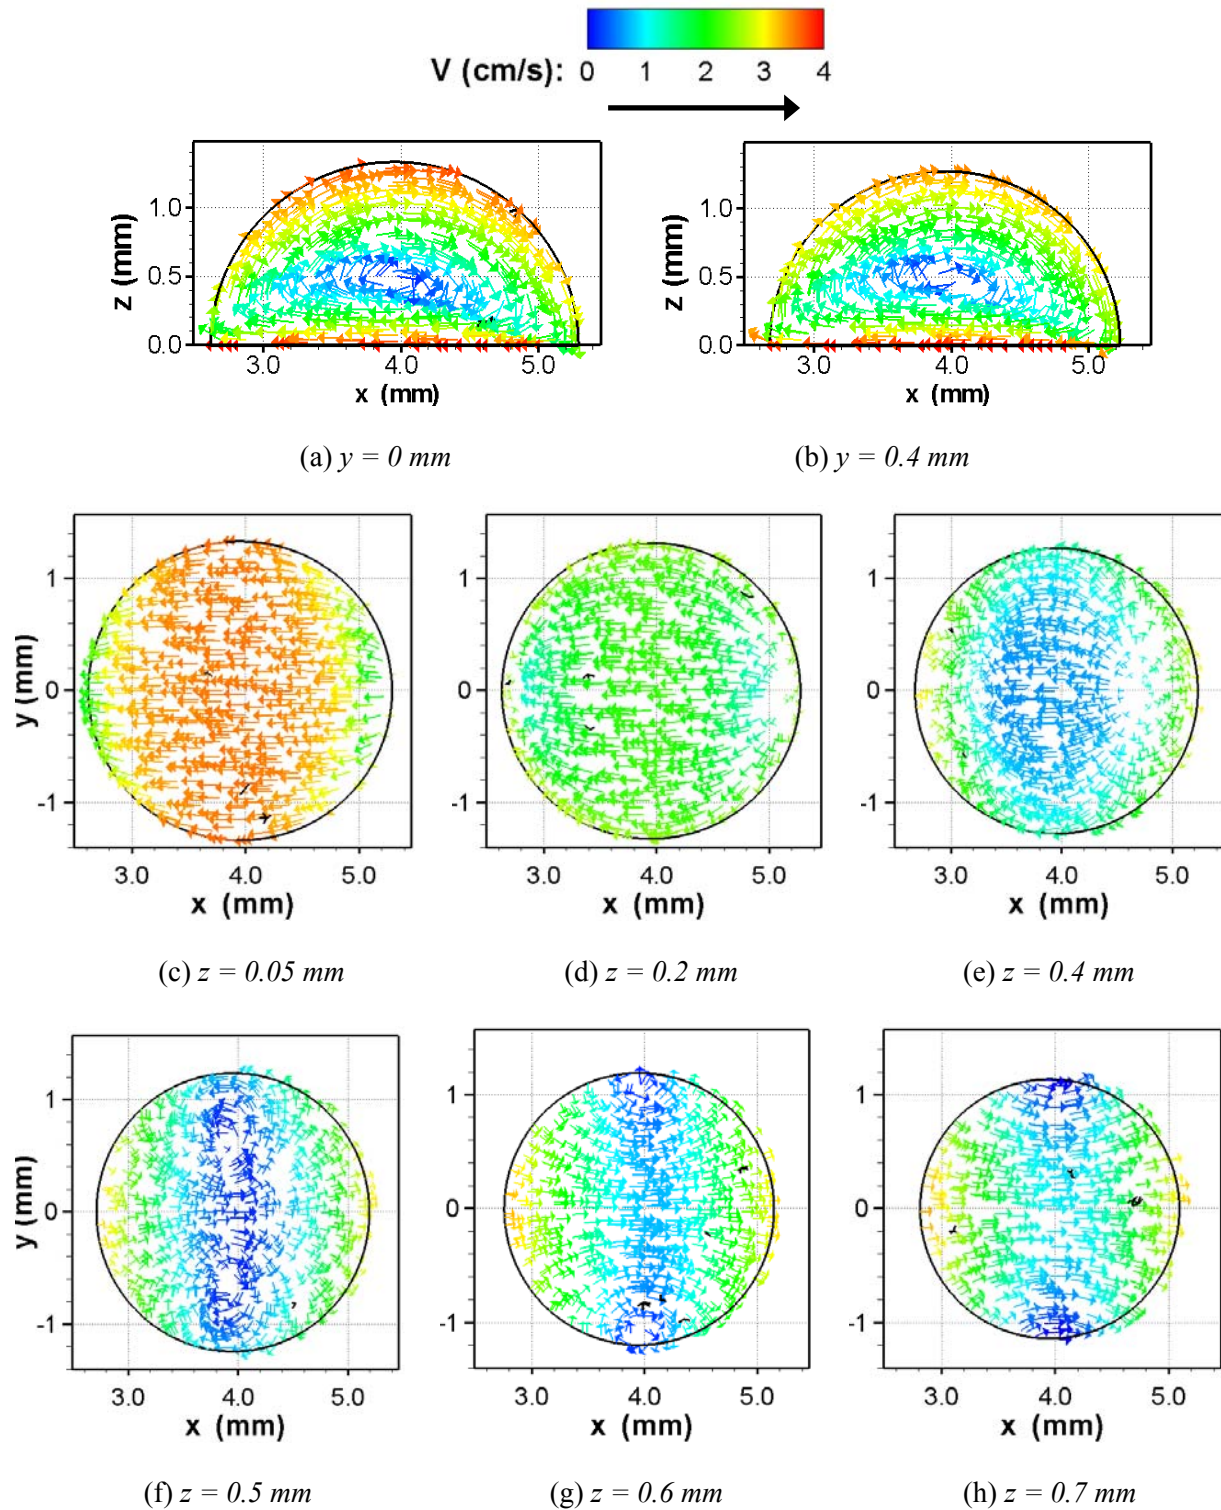 V (cm/s): 0 1 2 3 4
z (mm)
1.0
0.5
0.0
3.0 4.0 5.0
x (mm)
z (mm)
1.0
0.5
0.0
3.0 4.0 5.0
x (mm)
(a) y = 0 mm
(b) y = 0.4 mm
y (mm)
1
0
-1
3.0 4.0 5.0
x (mm)
1
0
-1
3.0 4.0 5.0
x (mm)
1
0
-1
3.0 4.0 5.0
x (mm)
(c) z = 0.05 mm
(d) z = 0.2 mm
(e) z = 0.4 mm
y (mm)
1
0
-1
3.0 4.0 5.0
x (mm)
1
0
-1
3.0 4.0 5.0
x (mm)
1
0
-1
3.0 4.0 5.0
x (mm)
(f) z = 0.5 mm
(g) z = 0.6 mm
(h) z = 0.7 mm